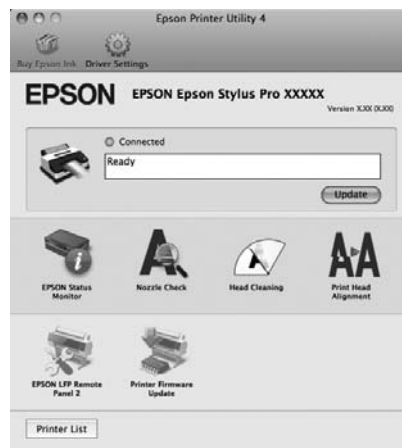 Epson Printer Utility 4
Buy Epson Ink Driver Settings
EPSON EPSON Epson Stylus Pro XXXXX
Version X.XX (X.XX)
Connected
Ready
Update
EPSON Status Monitor
Nozzle Check
Head Cleaning
Print Head Alignment
EPSON LFP Remote Panel 2
Printer Firmware Update
Printer List